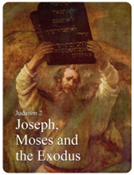 Judaism 2
Joseph,
Moses and
the Exodus